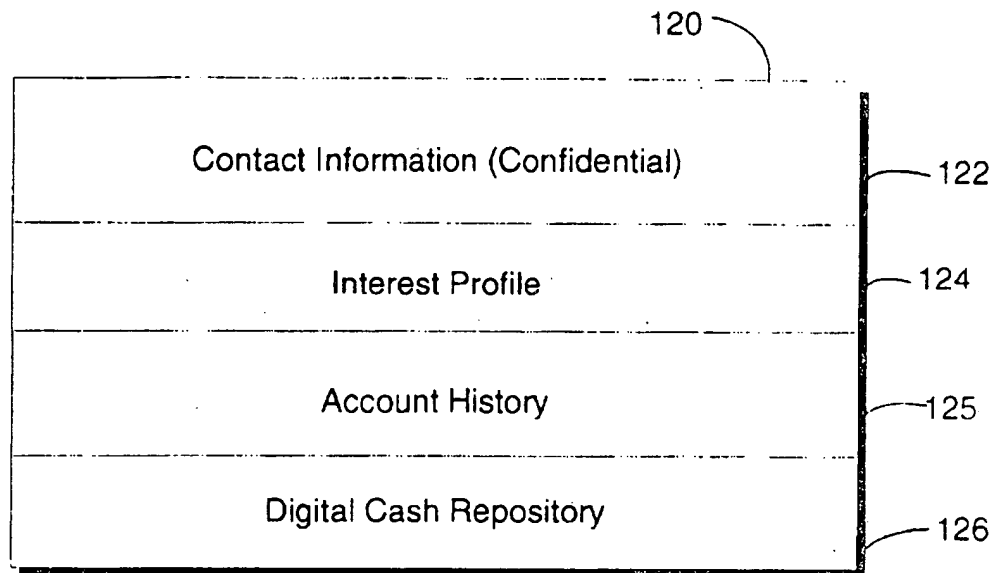 120
Contact Information (Confidential)
122
Interest Profile
124
Account History
125
Digital Cash Repository
126